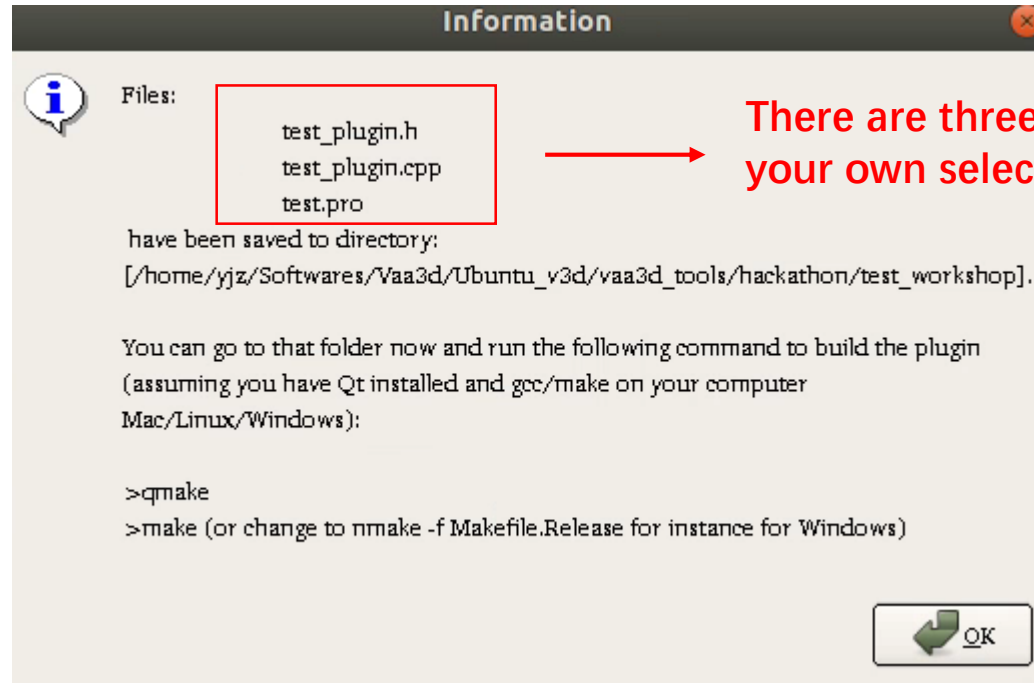 Information
Files:
test_plugin.h
test_plugin.cpp
test.pro
There are three
your own selec
have been saved to directory:
[/home/yjz/Softwares/Vaa3d/Ubuntu_v3d/vaa3d_tools/hackathon/test_workshop].
You can go to that folder now and run the following command to build the plugin
(assuming you have Qt installed and gcc/make on your computer
Mac/Linux/Windows):
>qmake
>make (or change to nmake -f Makefile.Release for instance for Windows)
OK